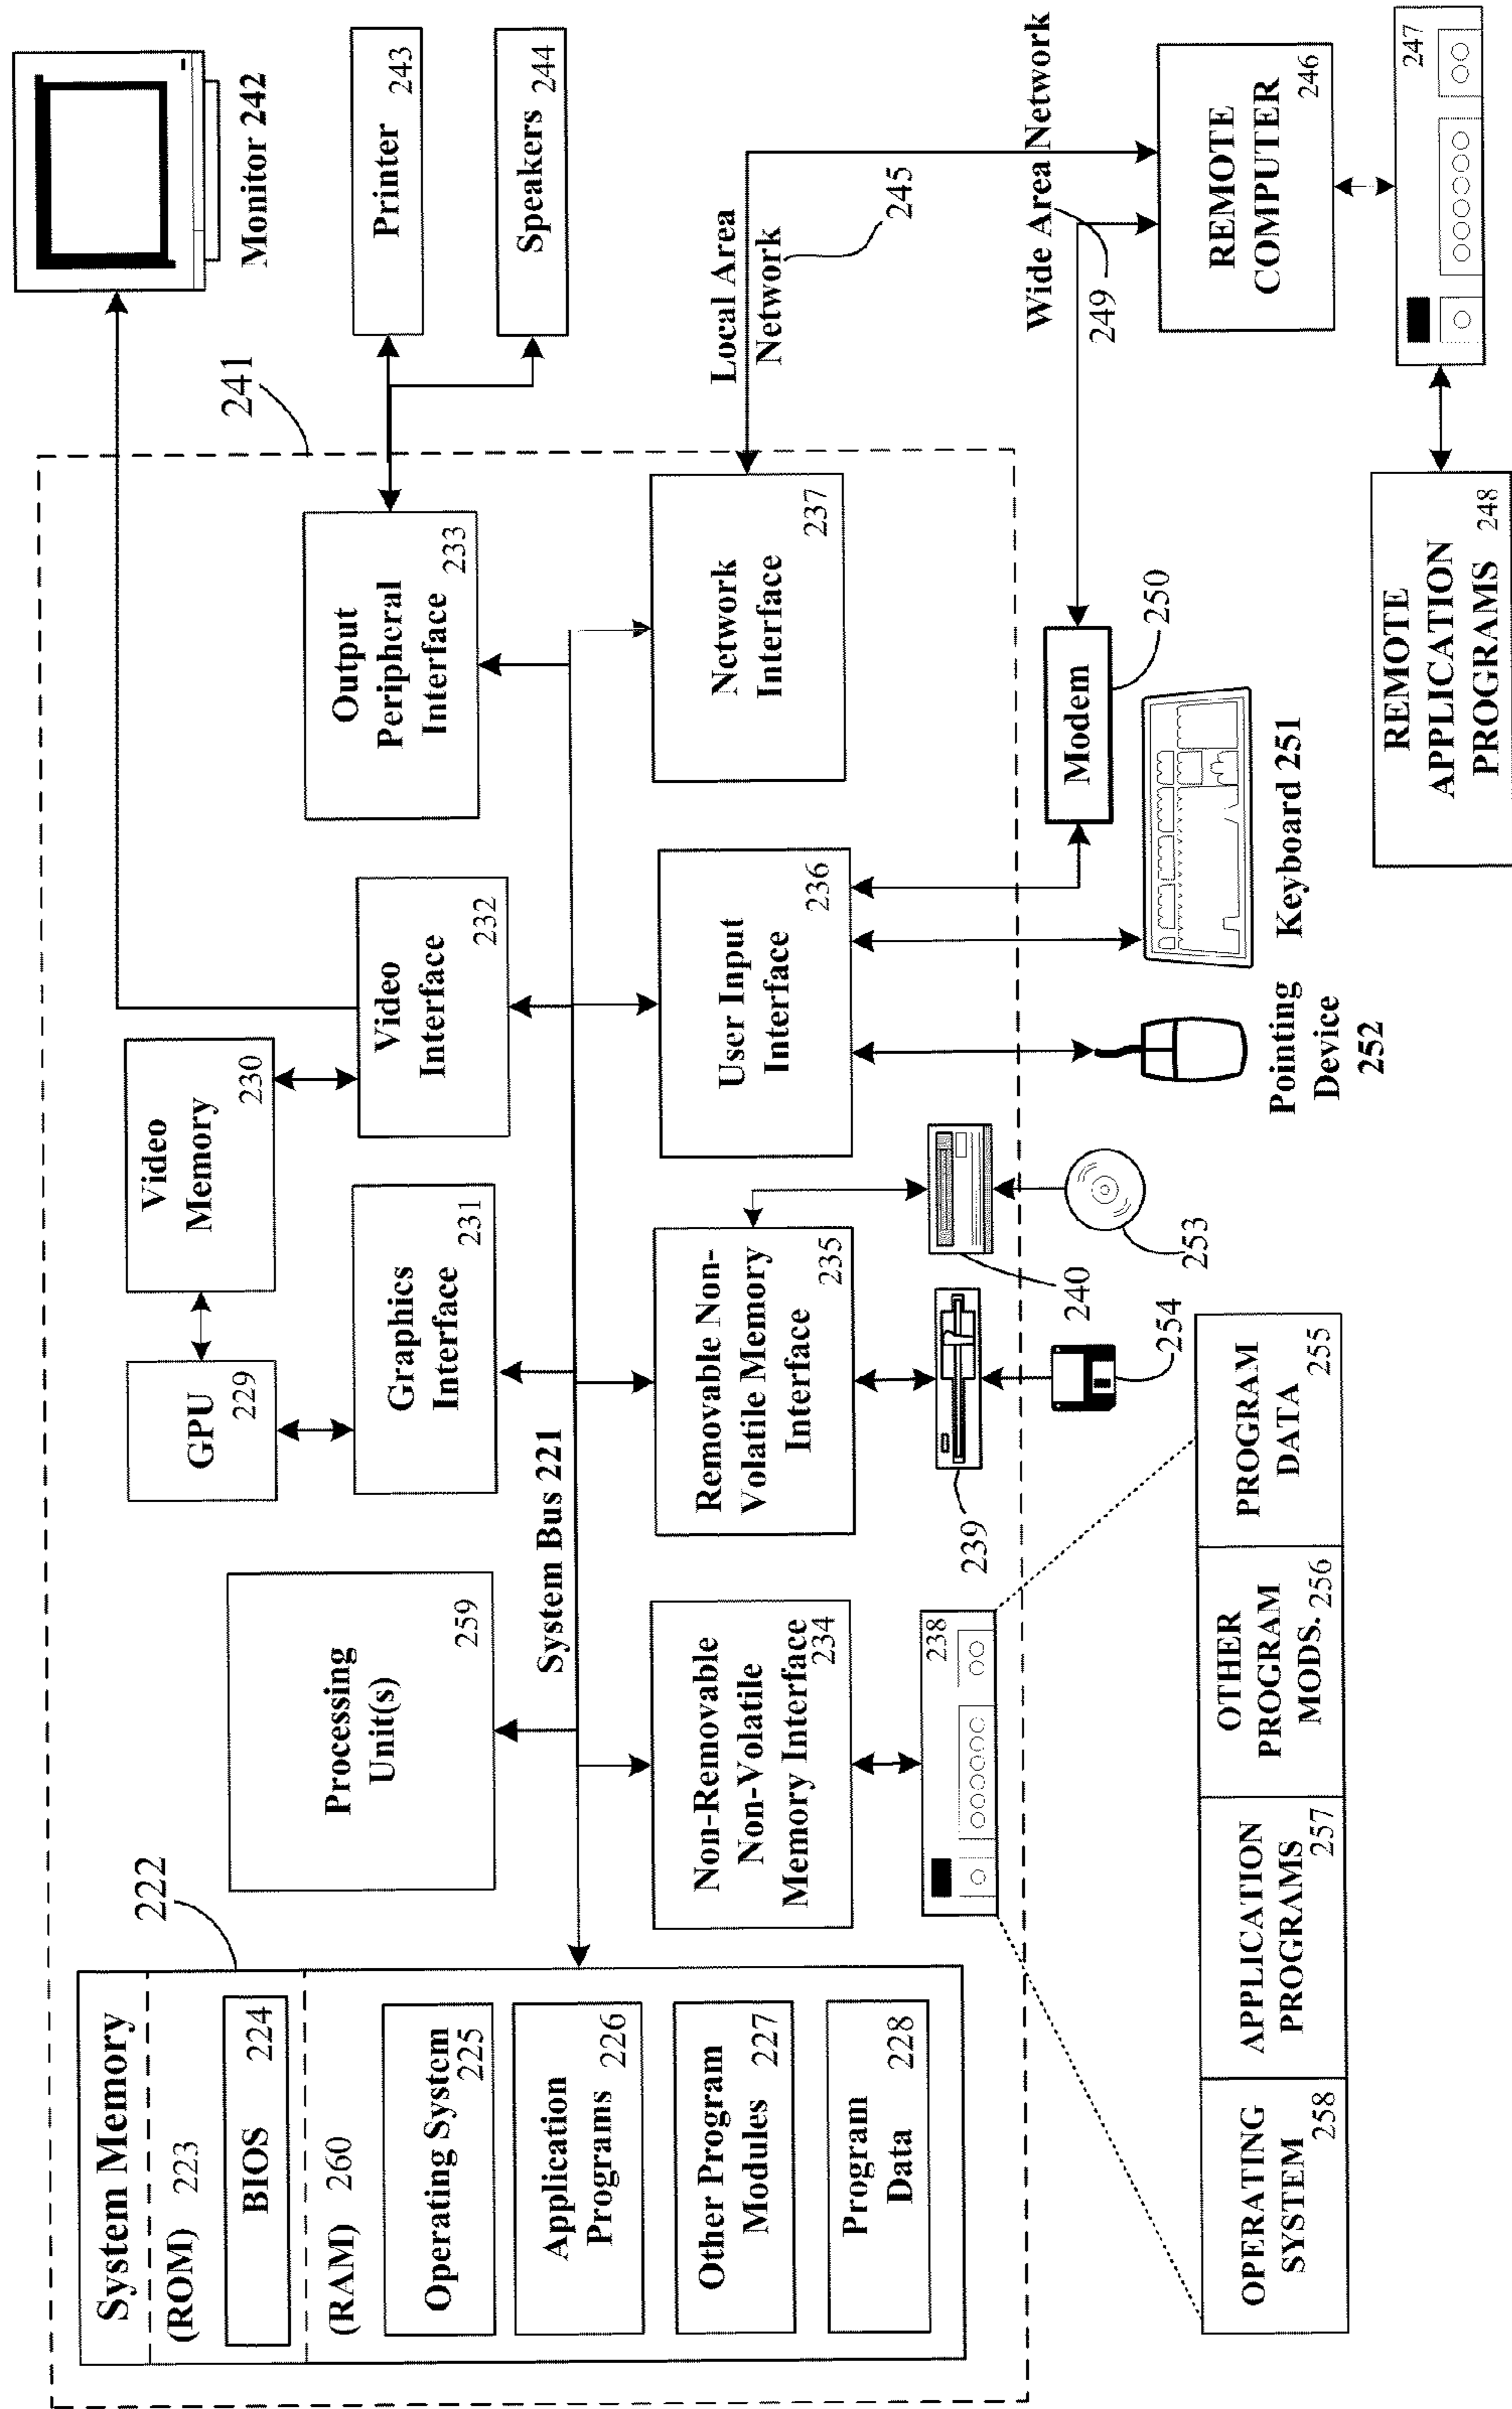 System Memory
222
(ROM) 223
BIOS 224
(RAM) 260
Operating System
225
Application
Programs 226
Other Program
Modules 227
Program
Data 228
Processing
Unit(s)
259
GPU
229
Video
Memory
230
Graphics
Interface
231
Video
Interface
232
Output
Peripheral
Interface 233
241
Monitor 242
Printer
243
Speakers
244
System Bus 221
Non-Removable
Non-Volatile
Memory Interface
234
Removable Non-
Volatile Memory
Interface
235
User Input
Interface
236
Network
Interface
237
Local Area
Network
245
238
239
240
254
253
Pointing
Device
252
Keyboard 251
Modem
250
Wide Area Network
249
REMOTE
COMPUTER
246
247
REMOTE
APPLICATION
PROGRAMS 248
OPERATING
SYSTEM
258
APPLICATION
PROGRAMS
257
OTHER
PROGRAM
MODS. 256
PROGRAM
DATA
255